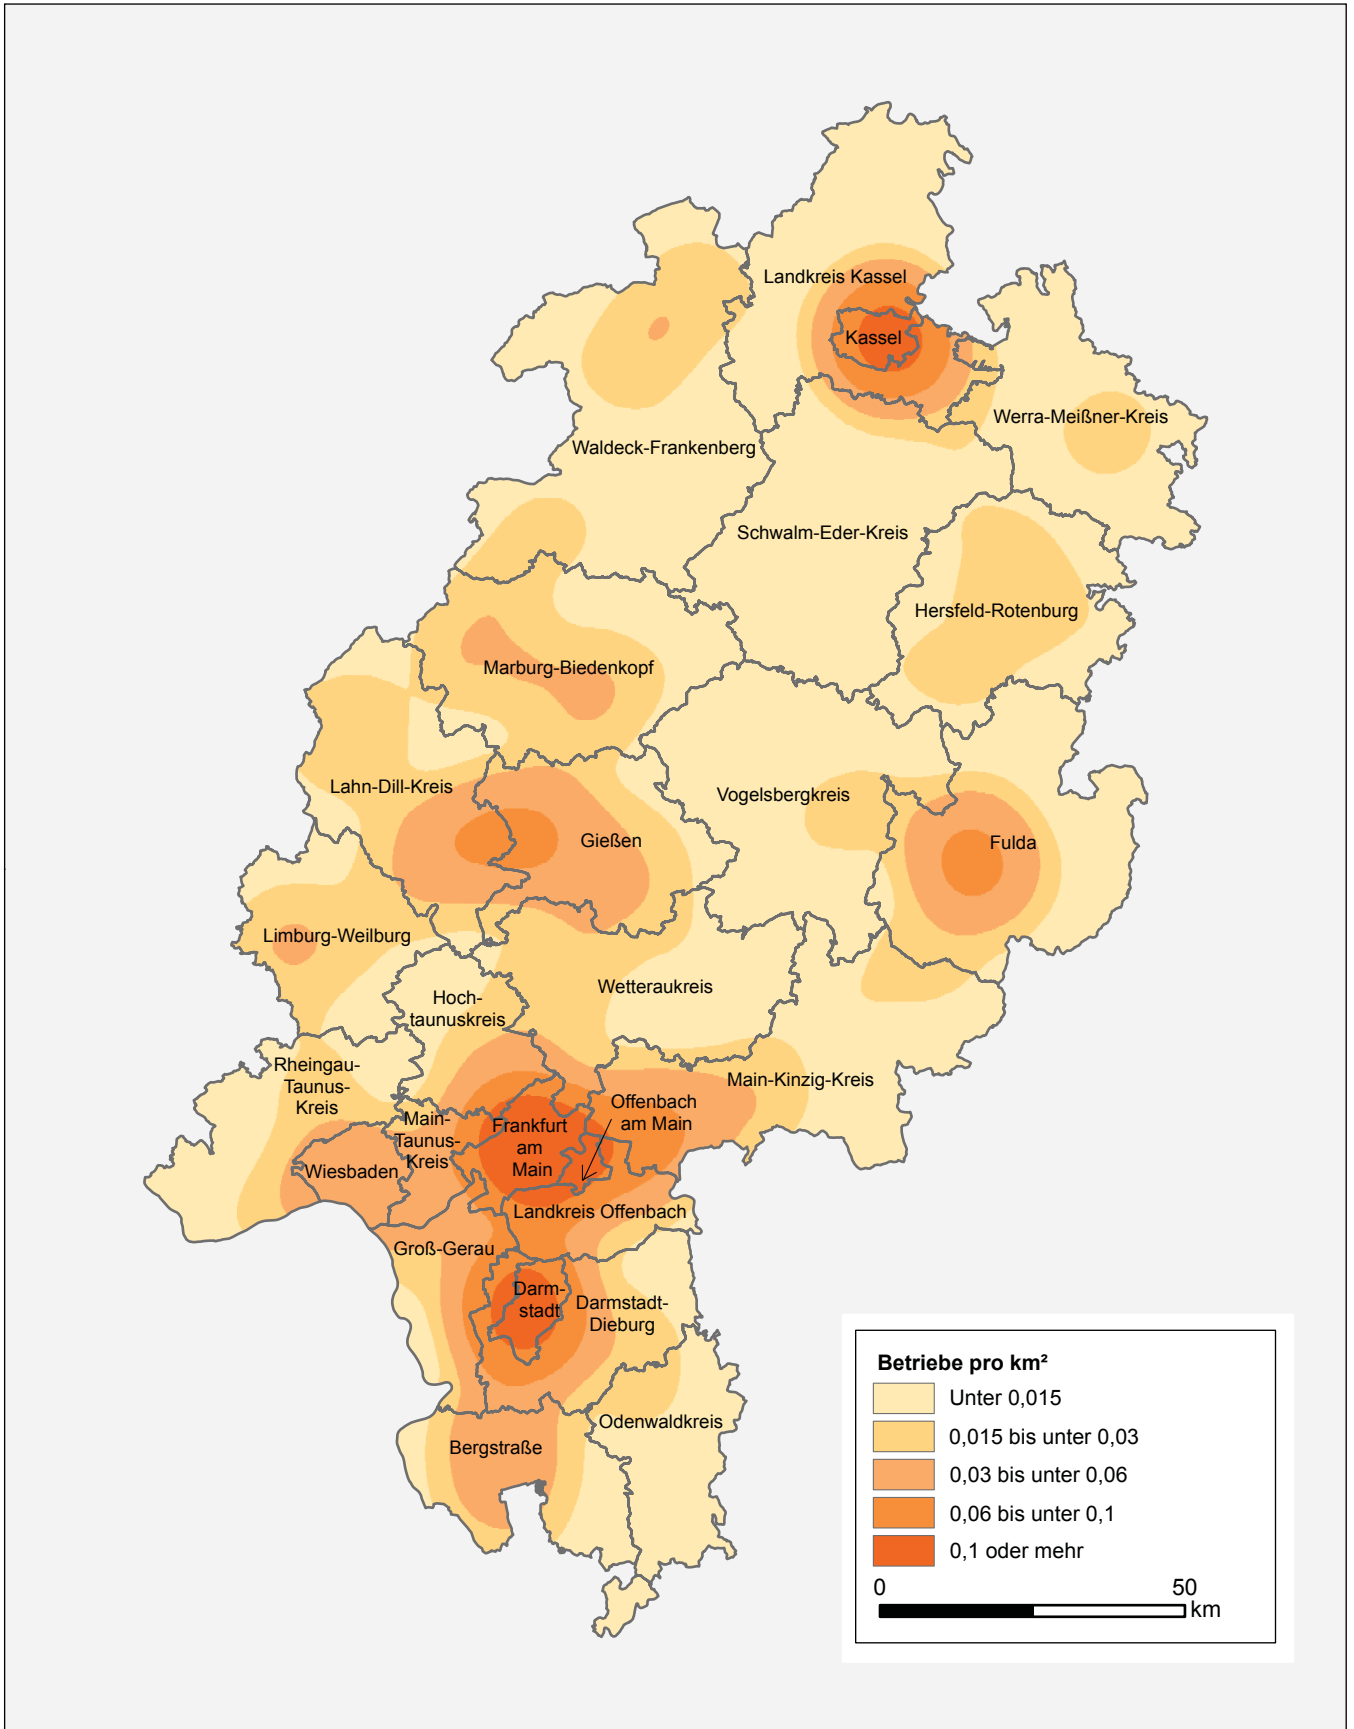 Landkreis Kassel
Kassel
Werra-Meißner-Kreis
Waldeck-Frankenberg
Schwalm-Eder-Kreis
Hersfeld-Rotenburg
Marburg-Biedenkopf
Lahn-Dill-Kreis
Vogelsbergkreis
Gießen
Fulda
Limburg-Weilburg
Wetteraukreis
Hoch-
taunuskreis
Rheingau-
Taunus-
Kreis
Main-Kinzig-Kreis
Offenbach
am Main
Main-
Taunus-
Kreis
Frankfurt
am
Main
Wiesbaden
Landkreis Offenbach
Groß-Gerau
Darm-
stadt
Darmstadt-
Dieburg
Odenwaldkreis
Bergstraße
Betriebe pro km²
Unter 0,015
0,015 bis unter 0,03
0,03 bis unter 0,06
0,06 bis unter 0,1
0,1 oder mehr
0 50
km